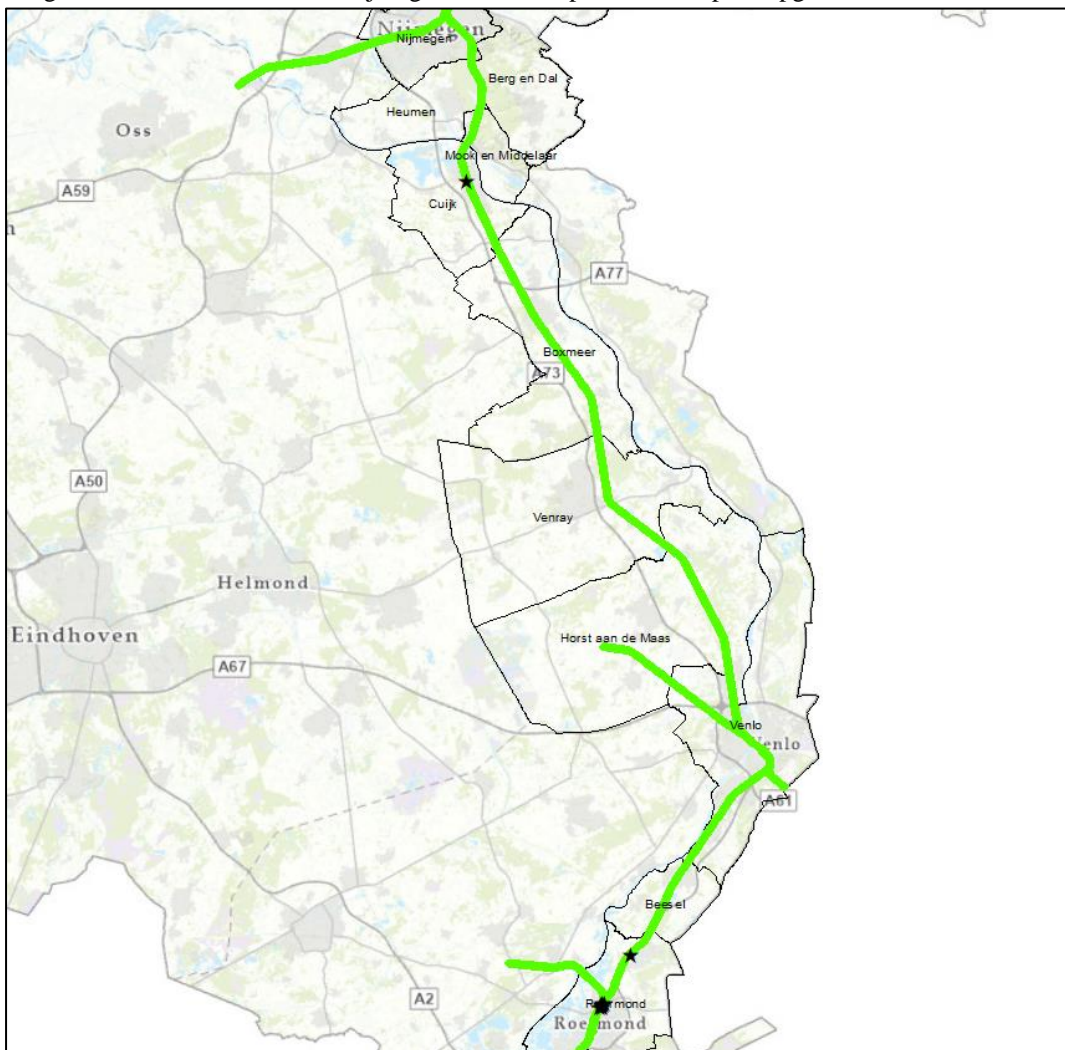 Nijmegen
Nijmegen
Berg en Dal
Heumen
Oss
Mook en Middelaar
A59
Cuijk
A77
Boxmeer
A73
A50
Venray
Helmond
Eindhoven
Horst aan de Maas
A67
Venlo
Venlo
A61
Beesel
A2
Roermond
Roermond